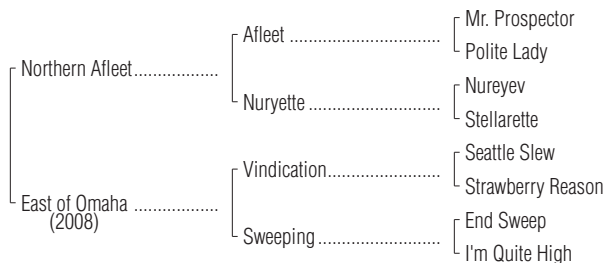 Mr. Prospector
Afleet
Polite Lady
Northern Afleet
Nureyev
Nuryette
Stellarette
Seattle Slew
Vindication
Strawberry Reason
East of Omaha
(2008)
End Sweep
Sweeping
I'm Quite High